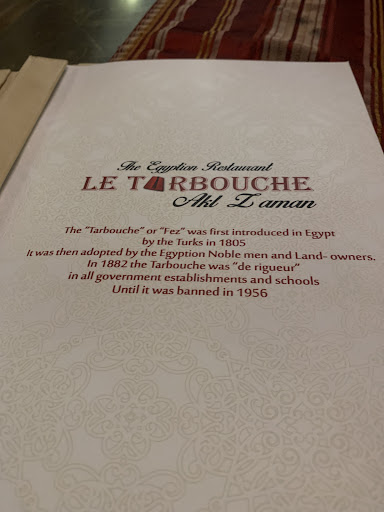 The Egyption Restaurant
LE TARBOUCHE
Akl Zaman
The "Tarbouche" or "Fez" was first introduced in Egypt
by the Turks in 1805
It was then adopted by the Egyption Noble men and Land- owners.
In 1882 the Tarbouche was "de rigueur"
in all government establishments and schools
Until it was banned in 1956